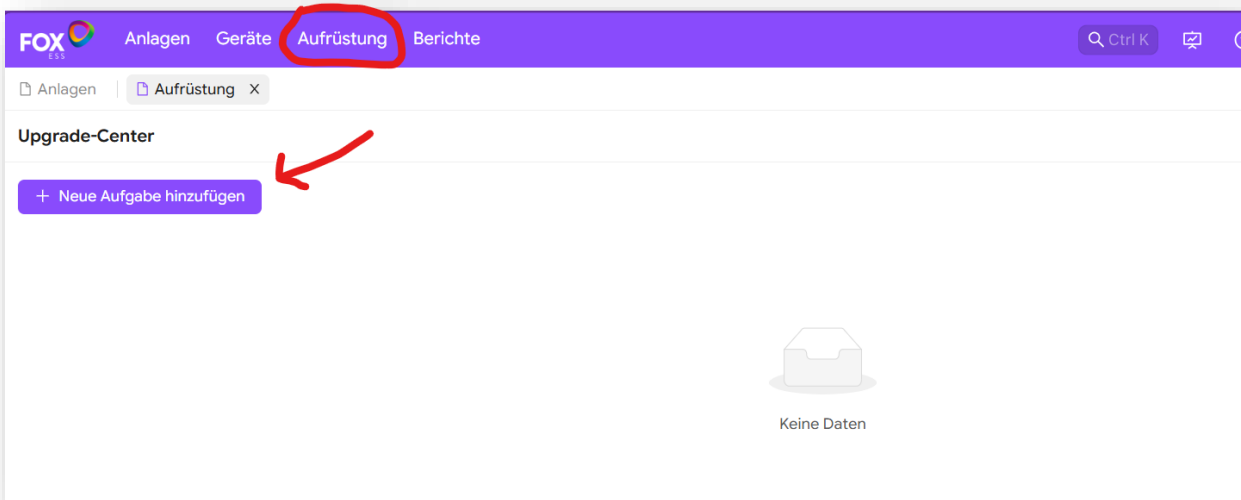 FOX
ESS
Anlagen Geräte Aufrüstung Berichte
Ctrl K
Anlagen Aufrüstung X
Upgrade-Center
+ Neue Aufgabe hinzufügen
Keine Daten